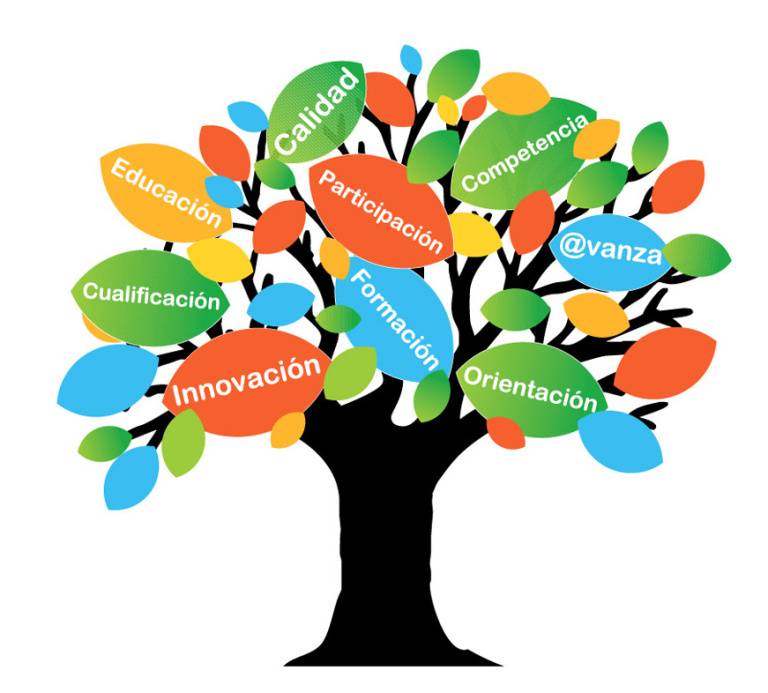 Calidad
Competencia
Educación
Participación
@vanza
Cualificación
Formación
Innovación
Orientación